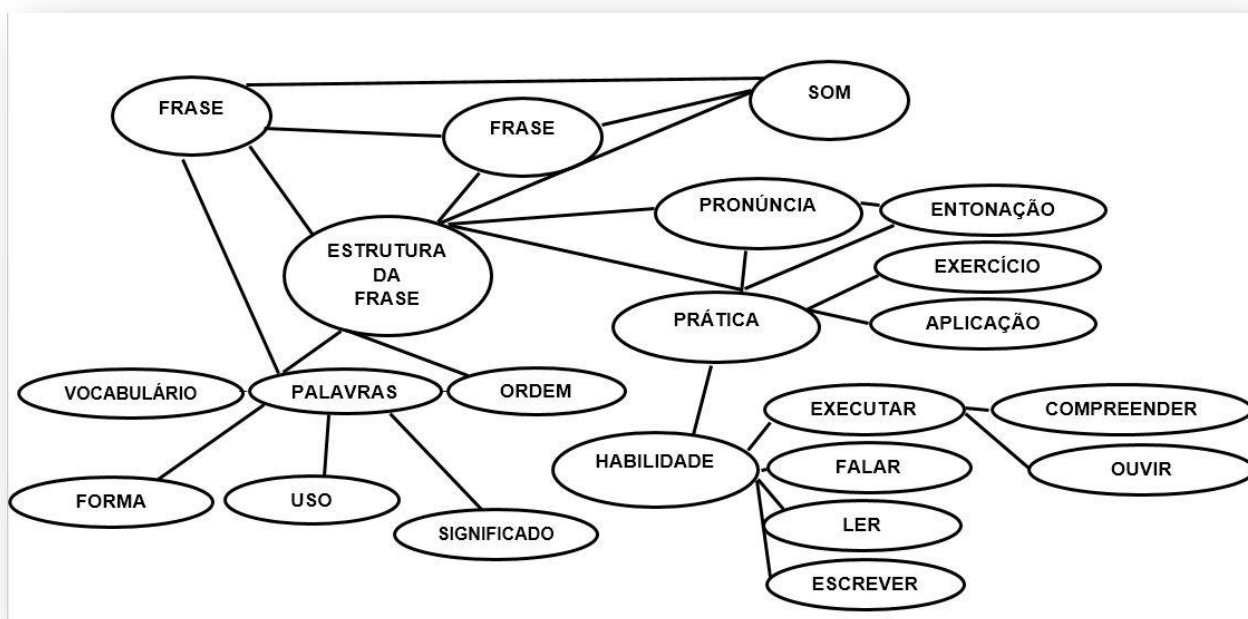 FRASE
SOM
FRASE
PRONÚNCIA
ENTONAÇÃO
ESTRUTURA
DA
FRASE
EXERCÍCIO
PRÁTICA
APLICAÇÃO
VOCABULÁRIO
PALAVRAS
ORDEM
EXECUTAR
COMPREENDER
HABILIDADE
FALAR
OUVIR
FORMA
USO
SIGNIFICADO
LER
ESCREVER